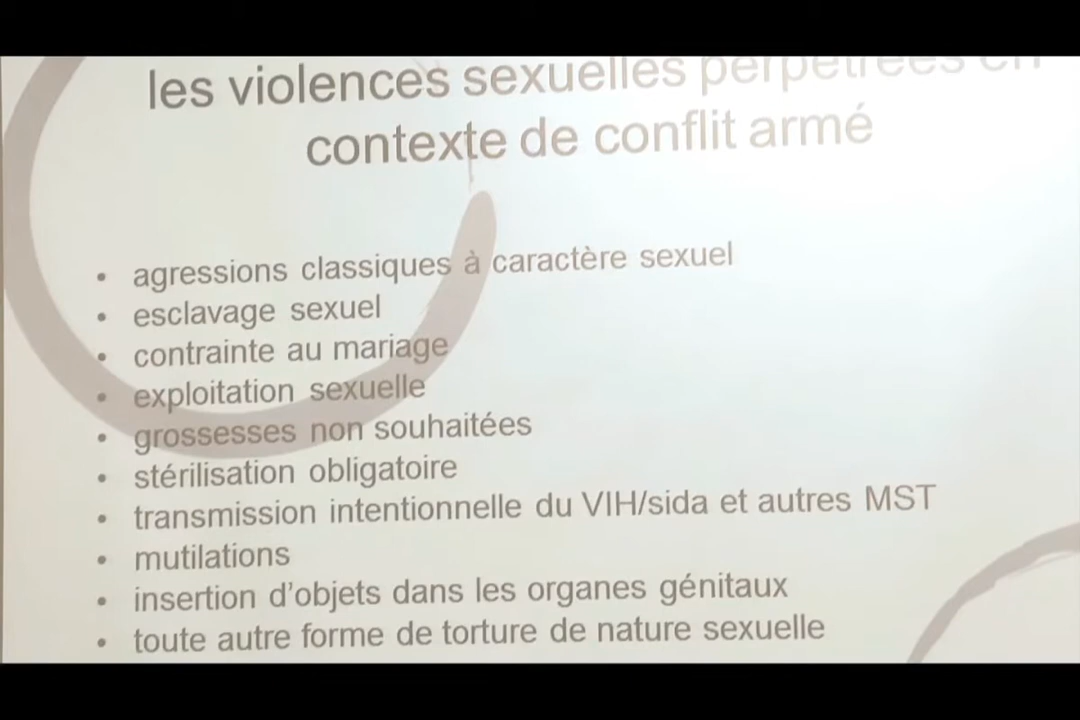 les violences sexuelles perpétrées en
contexte de conflit armé
• agressions classiques à caractère sexuel
• esclavage sexuel
• contrainte au mariage
• exploitation sexuelle
• grossesses non souhaitées
• stérilisation obligatoire
• transmission intentionnelle du VIH/sida et autres MST
• mutilations
• insertion d'objets dans les organes génitaux
• toute autre forme de torture de nature sexuelle